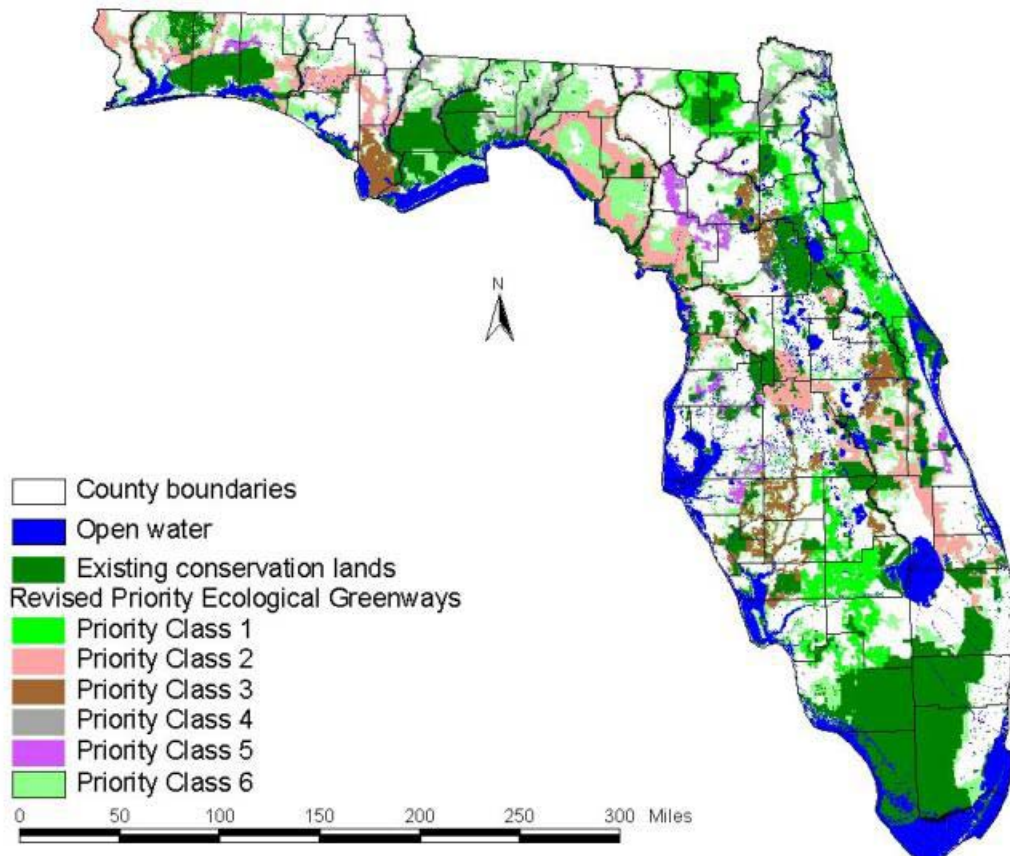 N
County boundaries
Open water
Existing conservation lands
Revised Priority Ecological Greenways
Priority Class 1
Priority Class 2
Priority Class 3
Priority Class 4
Priority Class 5
Priority Class 6
0 50 100 150 200 250 300 Miles